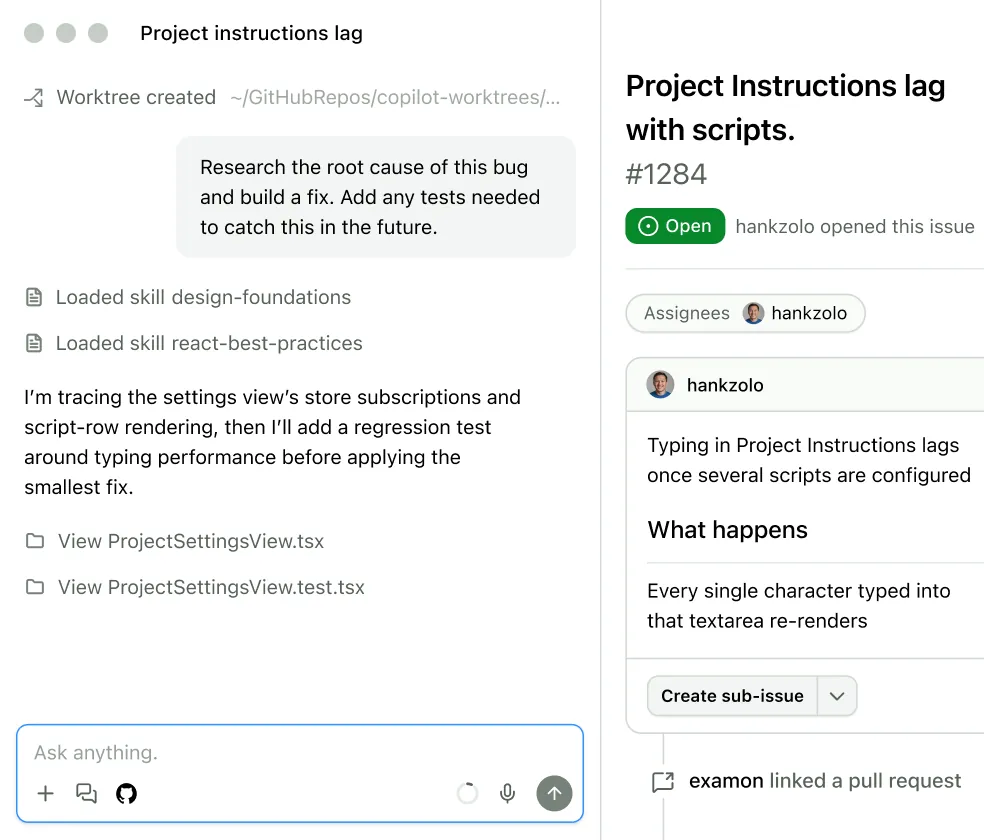 Project instructions lag
Worktree created ~/GitHubRepos/copilot-worktrees/...
Research the root cause of this bug
and build a fix. Add any tests needed
to catch this in the future.
Loaded skill design-foundations
Loaded skill react-best-practices
I’m tracing the settings view’s store subscriptions and
script-row rendering, then I’ll add a regression test
around typing performance before applying the
smallest fix.
View ProjectSettingsView.tsx
View ProjectSettingsView.test.tsx
Ask anything.
Project Instructions lag
with scripts.
#1284
Open hankzolo opened this issue
Assignees hankzolo
hankzolo
Typing in Project Instructions lags
once several scripts are configured
What happens
Every single character typed into
that textarea re-renders
Create sub-issue
examon linked a pull request